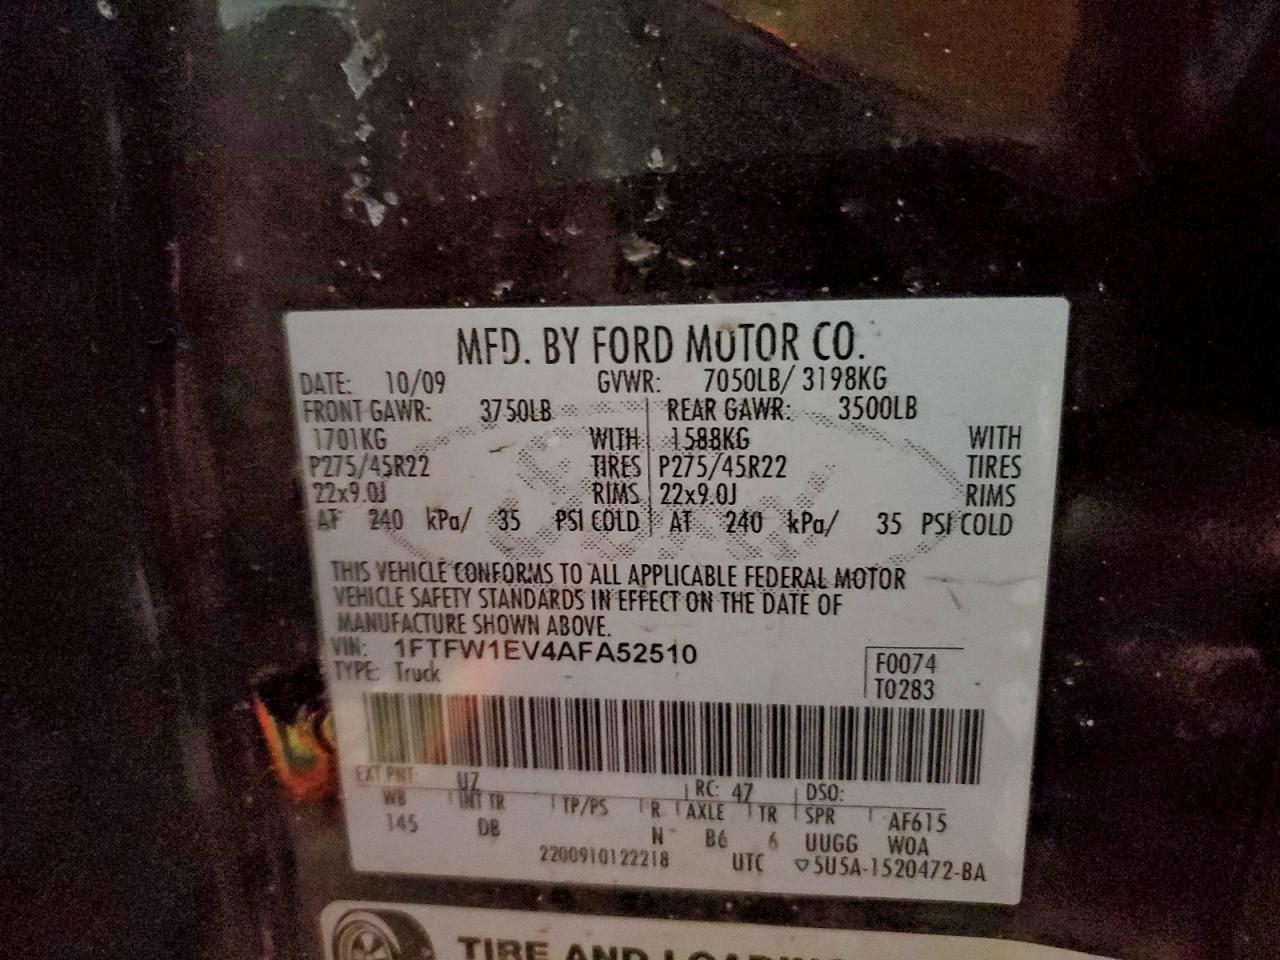 MFD. BY FORD MOTOR CO.
DATE: 10/09 GVWR: 7050LB/ 3198KG
FRONT GAWR: 3750LB REAR GAWR: 3500LB
1701KG WITH 1588KG WITH
P275/45R22 TIRES P275/45R22 TIRES
22x9.0J RIMS 22x9.0J RIMS
AT 240 kPa/ 35 PSI COLD AT 240 kPa/ 35 PSI COLD
THIS VEHICLE CONFORMS TO ALL APPLICABLE FEDERAL MOTOR
VEHICLE SAFETY STANDARDS IN EFFECT ON THE DATE OF
MANUFACTURE SHOWN ABOVE.
VIN: 1FTFW1EV4AFA52510
TYPE: Truck
F0074
T0283
EXT PNT: UZ RC: 47 DSO:
WB INT TR TP/PS R AXLE TR SPR AF615
145 DB N B6 6 UUGG WOA
2200910122218 UTC ▽5U5A-1520472-BA
TIRE AND LOADING